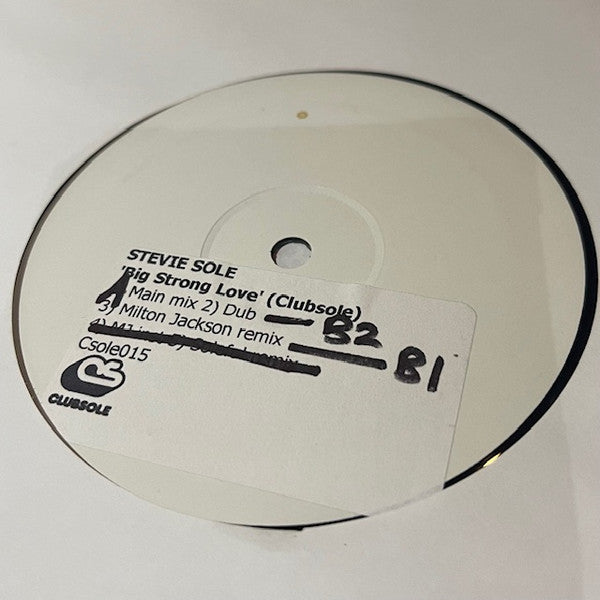 STEVIE SOLE
'Big Strong Love' (Clubsole)
A Main mix 2) Dub — B2
3) Milton Jackson remix — B1
Csole015
CLUBSOLE